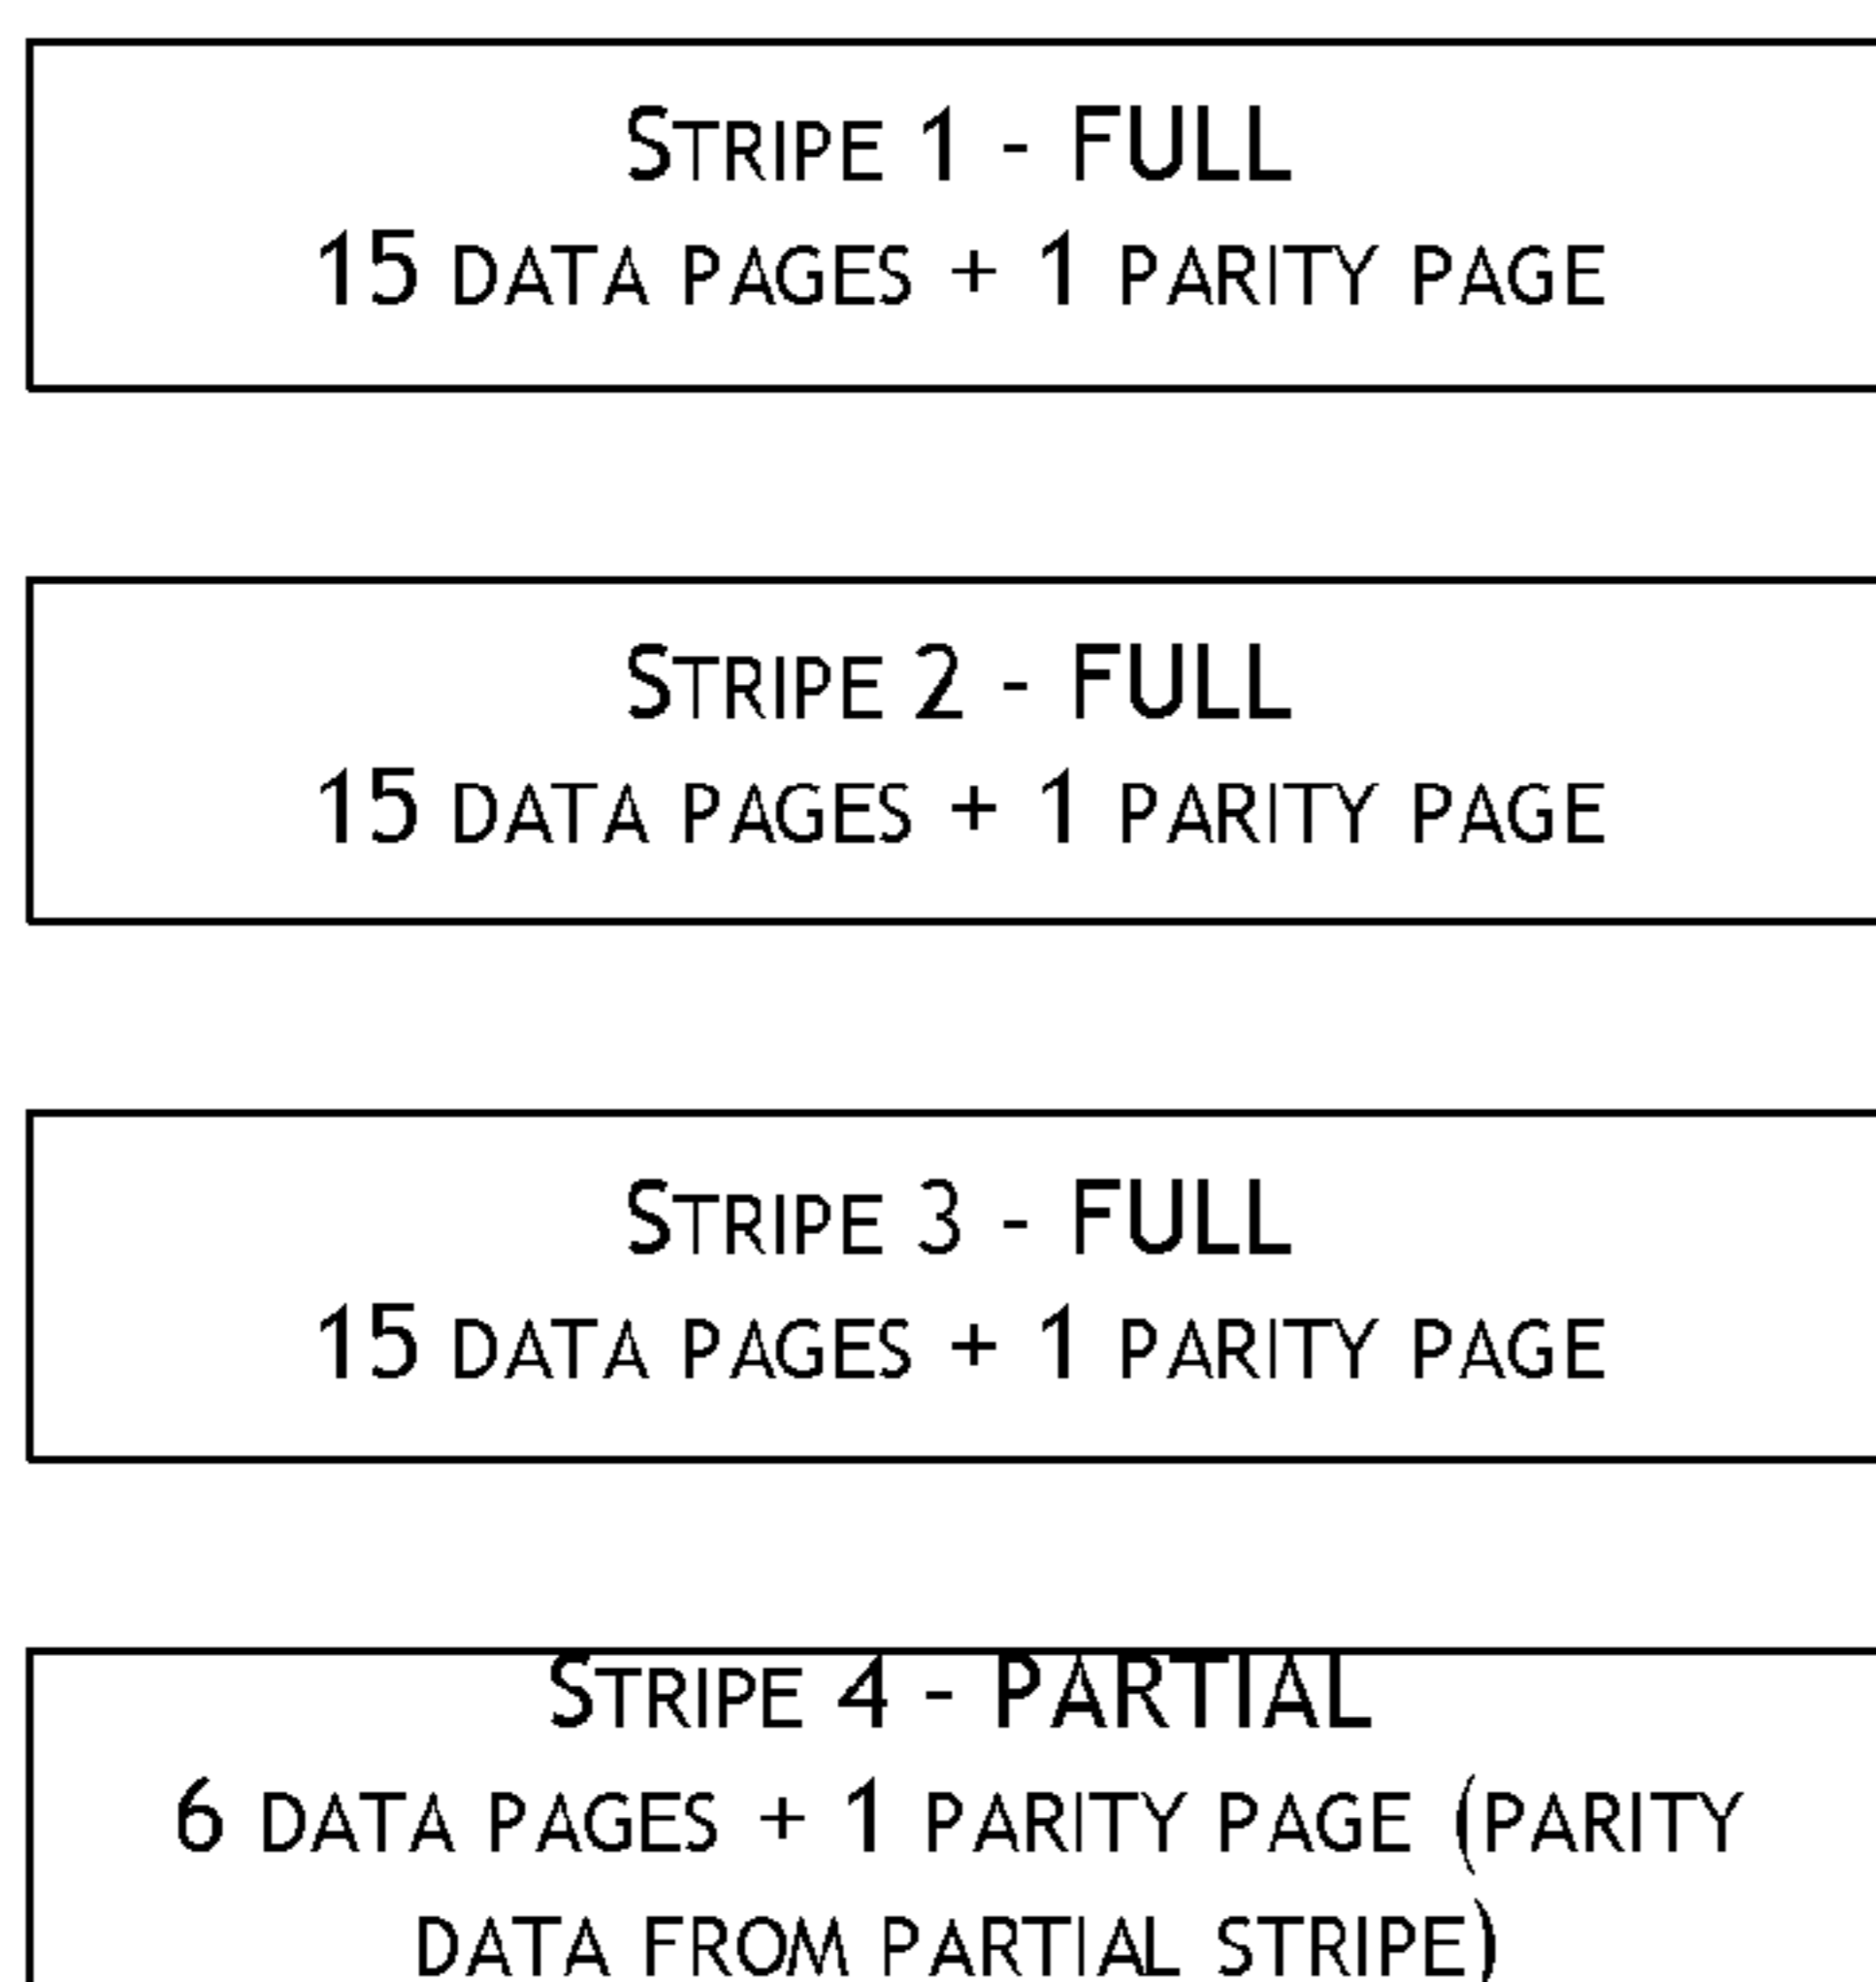 Stripe 1 - FULL
15 data pages + 1 parity page
Stripe 2 - FULL
15 data pages + 1 parity page
Stripe 3 - FULL
15 data pages + 1 parity page
Stripe 4 - PARTIAL
6 data pages + 1 parity page (parity
data from partial stripe)